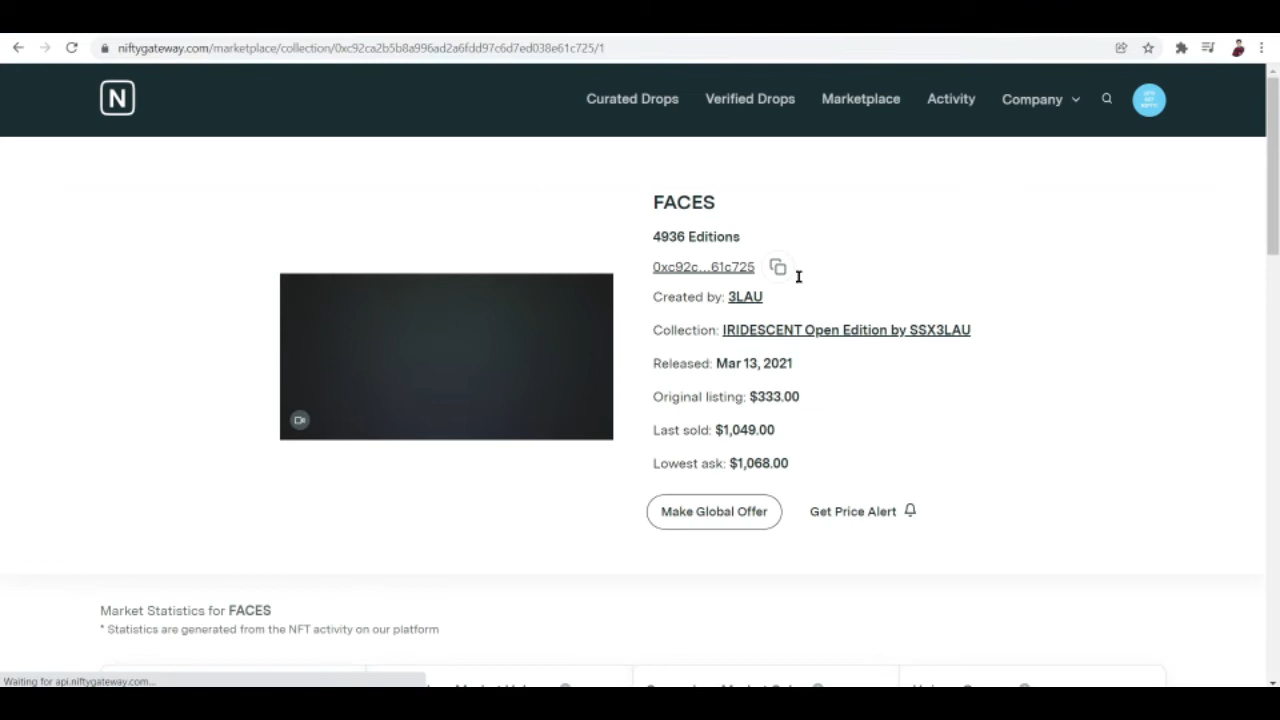 niftygateway.com/marketplace/collection/0xc92ca2b5b8a996ad2a6fdd97c6d7ed038e61c725/1
N
Curated Drops
Verified Drops
Marketplace
Activity
Company
FACES
4936 Editions
0xc92c...61c725
Created by: 3LAU
Collection: IRIDESCENT Open Edition by SSX3LAU
Released: Mar 13, 2021
Original listing: $333.00
Last sold: $1,049.00
Lowest ask: $1,068.00
Make Global Offer
Get Price Alert
Market Statistics for FACES
* Statistics are generated from the NFT activity on our platform
Waiting for api.niftygateway.com...